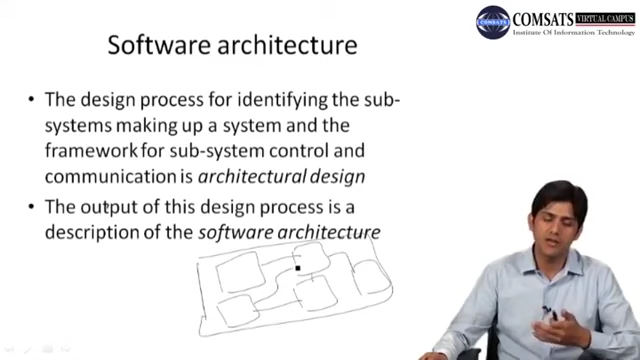 COMSATS VIRTUAL CAMPUS
Institute Of Information Technology
COMSATS
Software architecture
• The design process for identifying the sub-
systems making up a system and the
framework for sub-system control and
communication is architectural design
• The output of this design process is a
description of the software architecture